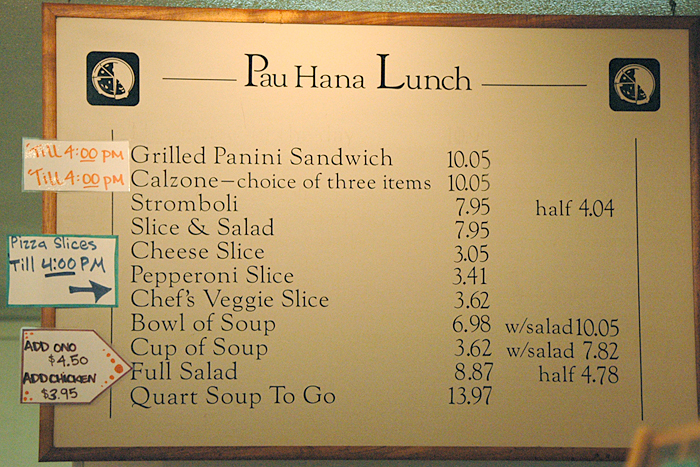 Pau Hana Lunch
'Till 4:00 PM Grilled Panini Sandwich 10.05
'Till 4:00 PM Calzone–choice of three items 10.05
Stromboli 7.95 half 4.04
Slice & Salad 7.95
Pizza Slices
Till 4:00 PM
Cheese Slice 3.05
Pepperoni Slice 3.41
Chef's Veggie Slice 3.62
Bowl of Soup 6.98 w/salad 10.05
Cup of Soup 3.62 w/salad 7.82
ADD ONO
$4.50
ADD CHICKEN
$3.95
Full Salad 8.87 half 4.78
Quart Soup To Go 13.97